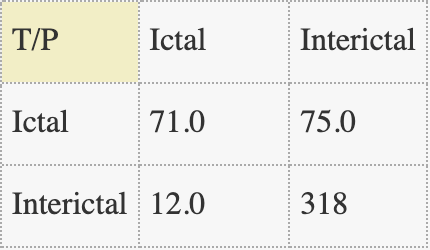 T/P Ictal Interictal
Ictal 71.0 75.0
Interictal 12.0 318